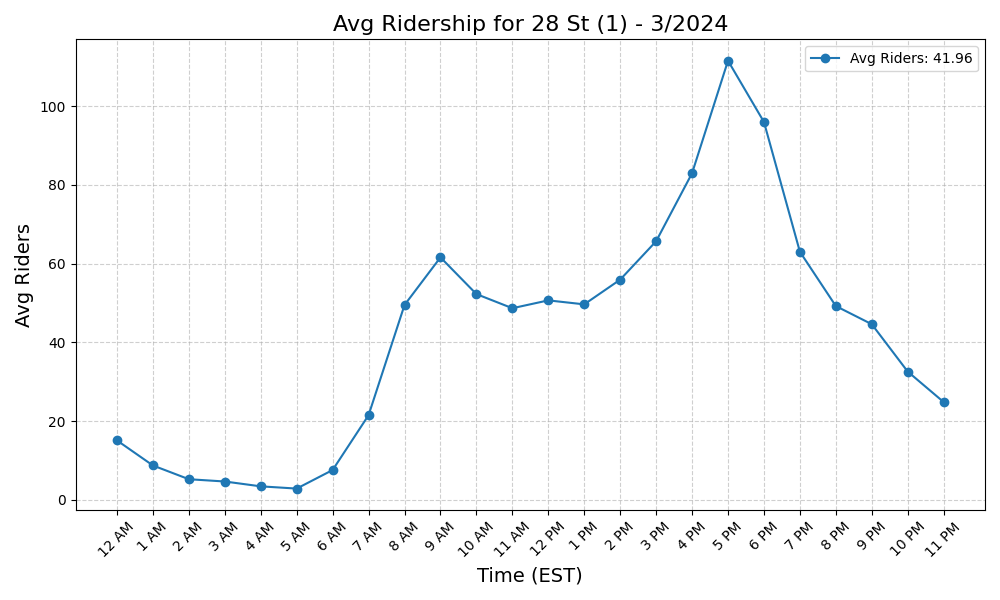 Avg Ridership for 28 St (1) - 3/2024
Avg Riders: 41.96
Avg Riders
100
80
60
40
20
0
12 AM
1 AM
2 AM
3 AM
4 AM
5 AM
6 AM
7 AM
8 AM
9 AM
10 AM
11 AM
12 PM
1 PM
2 PM
3 PM
4 PM
5 PM
6 PM
7 PM
8 PM
9 PM
10 PM
11 PM
Time (EST)